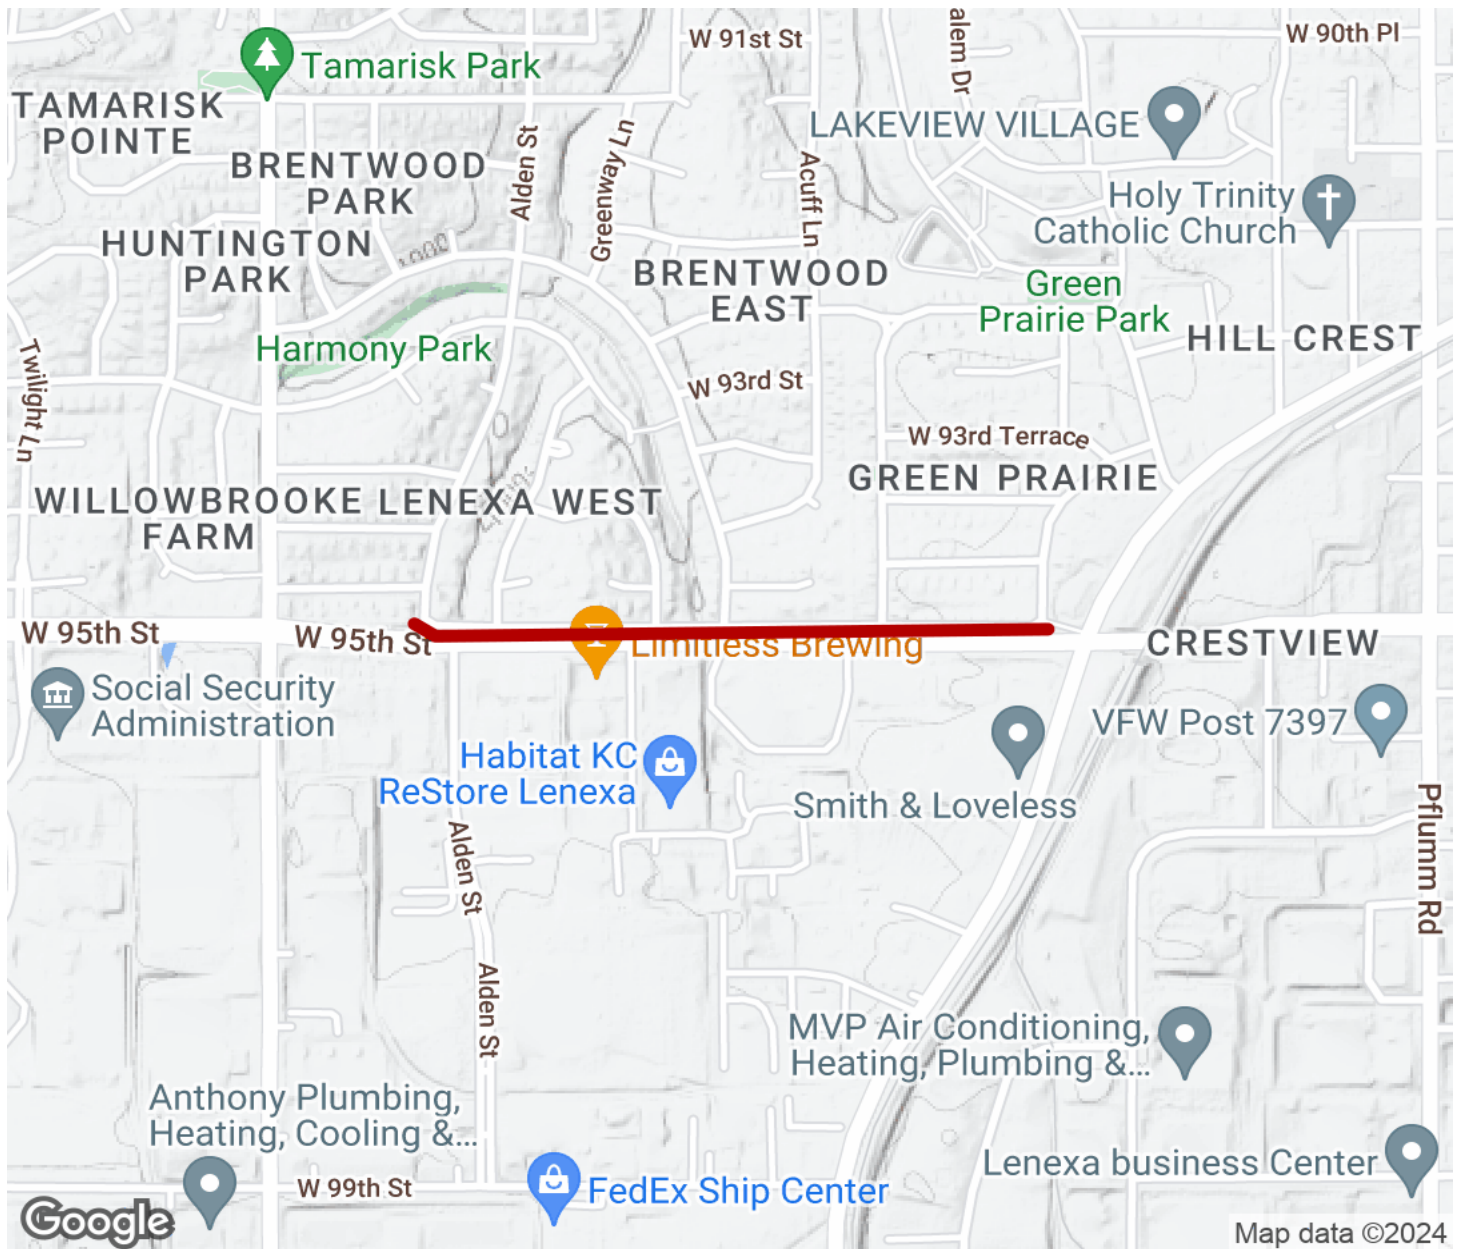 W 91st St
alem Dr
W 90th Pl
Tamarisk Park
TAMARISK
POINTE
LAKEVIEW VILLAGE
BRENTWOOD
PARK
Alden St
Greenway Ln
Acuff Ln
Holy Trinity
Catholic Church
HUNTINGTON
PARK
1000
BRENTWOOD
EAST
Green
Prairie Park
HILL CREST
Harmony Park
Twilight Ln
W 93rd St
W 93rd Terrace
GREEN PRAIRIE
WILLOWBROOKE
FARM
LENEXA WEST
W 95th St
W 95th St
Limitless Brewing
CRESTVIEW
Social Security
Administration
VFW Post 7397
Habitat KC
ReStore Lenexa
Smith & Loveless
Pflumm Rd
Alden St
Alden St
MVP Air Conditioning,
Heating, Plumbing &...
Anthony Plumbing,
Heating, Cooling &...
Lenexa business Center
W 99th St
FedEx Ship Center
Google
Map data ©2024